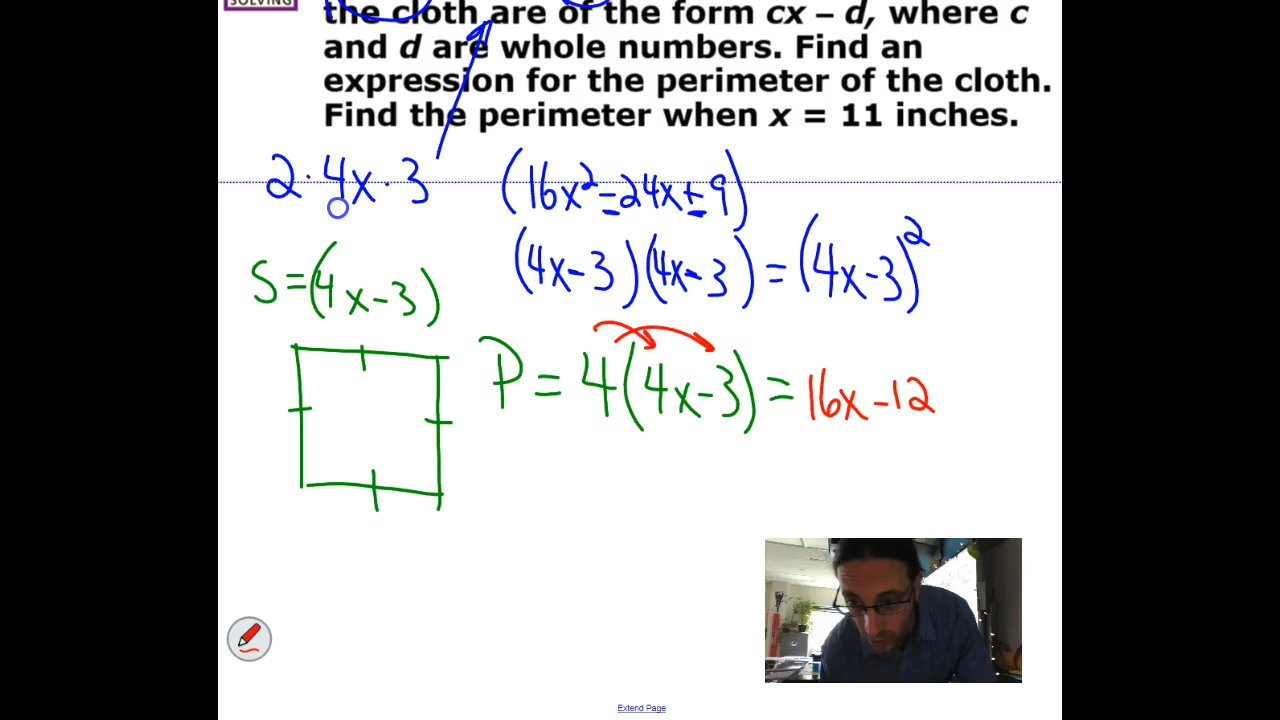 SOLVING
the cloth are of the form cx – d, where c
and d are whole numbers. Find an
expression for the perimeter of the cloth.
Find the perimeter when x = 11 inches.
2 · 4x · 3
(16x² – 24x + 9)
(4x – 3)(4x – 3) = (4x – 3)²
S = (4x – 3)
P = 4(4x – 3) = 16x – 12
Extend Page